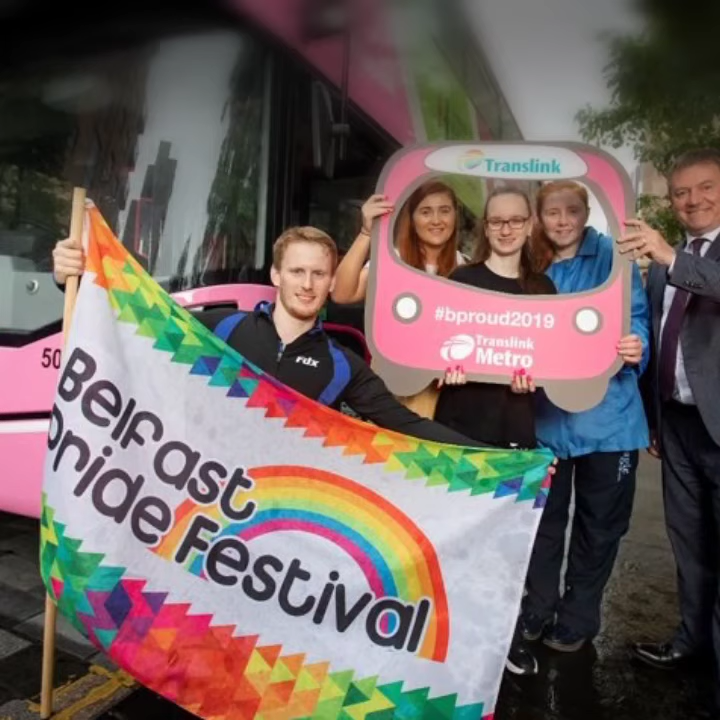 Translink
#bproud2019
Translink
Metro
FDX
50
Belfast
Pride Festival